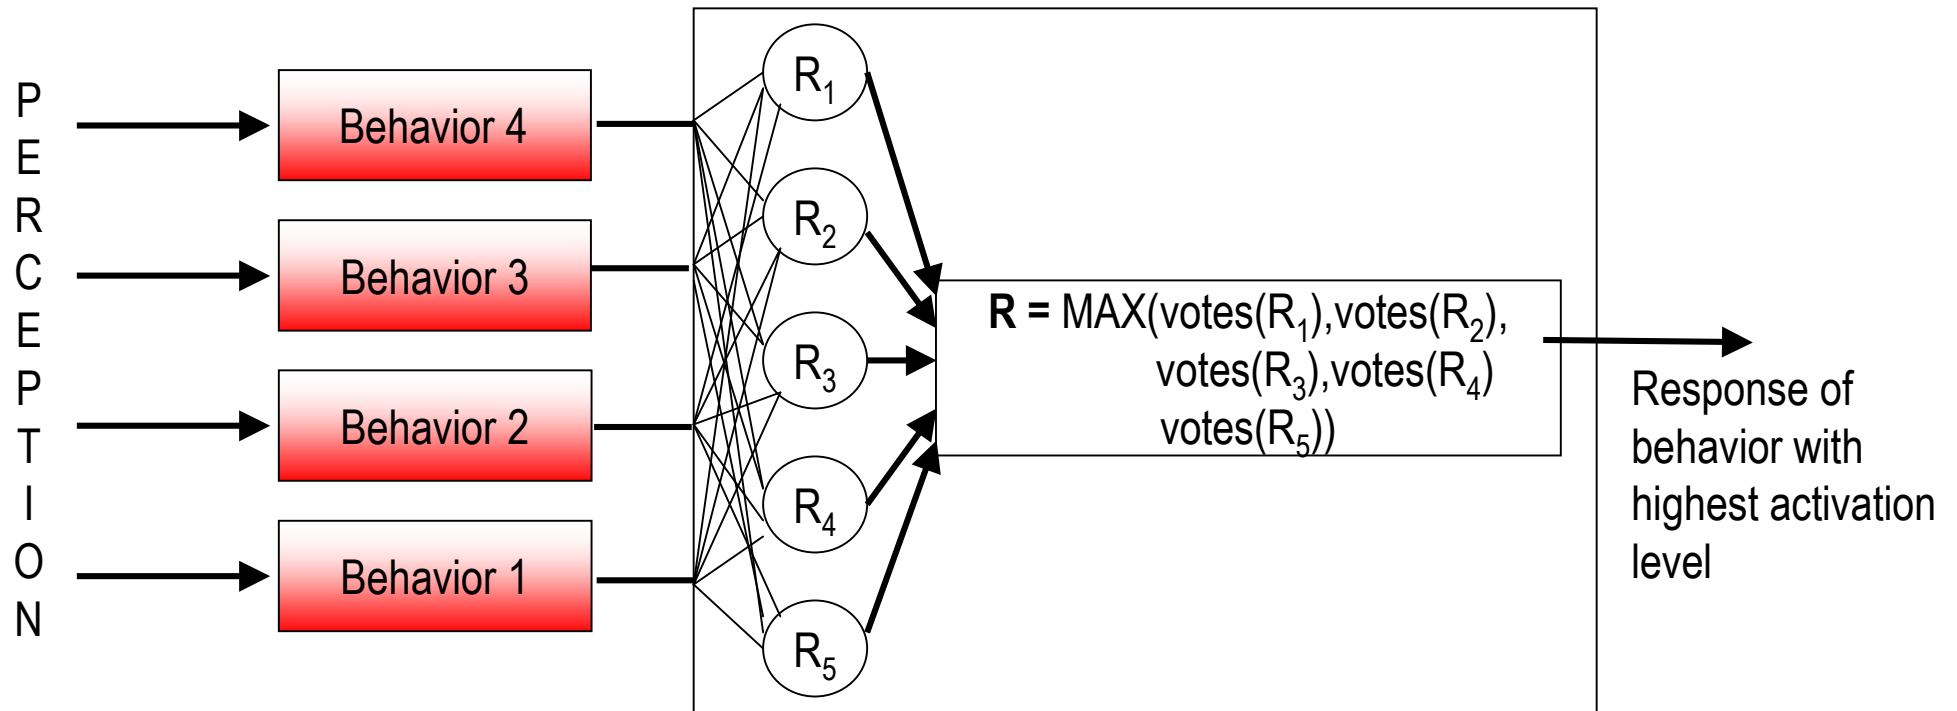 PERCEPTION
Behavior 4
Behavior 3
Behavior 2
Behavior 1
R₁
R₂
R₃
R₄
R₅
R = MAX(votes(R₁),votes(R₂),
votes(R₃),votes(R₄)
votes(R₅))
Response of
behavior with
highest activation
level